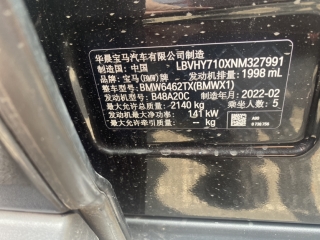 华晨宝马汽车有限公司制造
制造国: 中国 LBVHY710XNM327991
品牌: 宝马(BMW)牌 发动机排量: 1998 mL
整车型号: BMW6462TX(BMWX1)
发动机型号: B48A20C 制造年月: 2022-02
最大允许总质量: 2140 kg 乘坐人数: 5
发动机最大净功率: 141 kW
最大允许牵引质量: -- kg